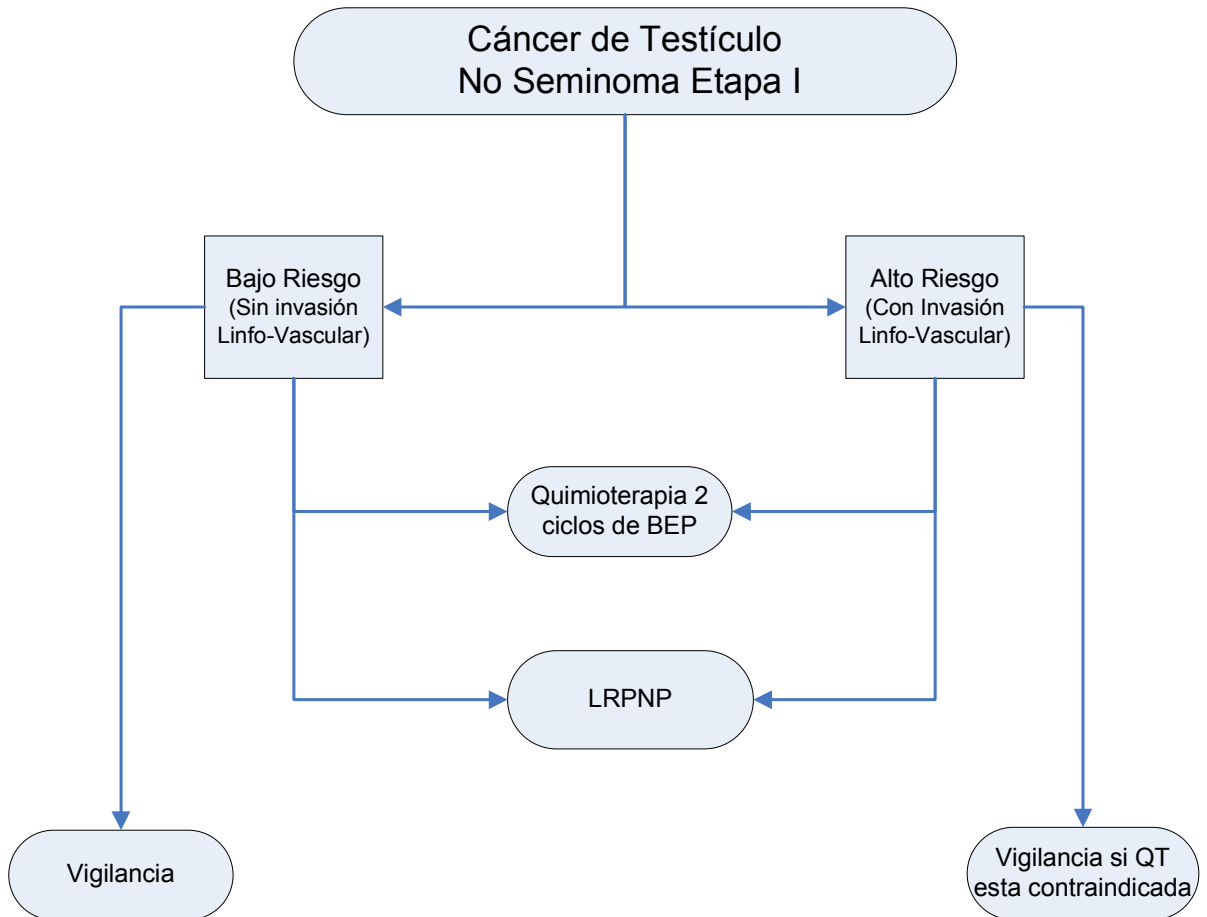 Cáncer de Testículo
No Seminoma Etapa I
Bajo Riesgo
(Sin invasión
Linfo-Vascular)
Alto Riesgo
(Con Invasión
Linfo-Vascular)
Quimioterapia 2
ciclos de BEP
LRPNP
Vigilancia
Vigilancia si QT
esta contraindicada